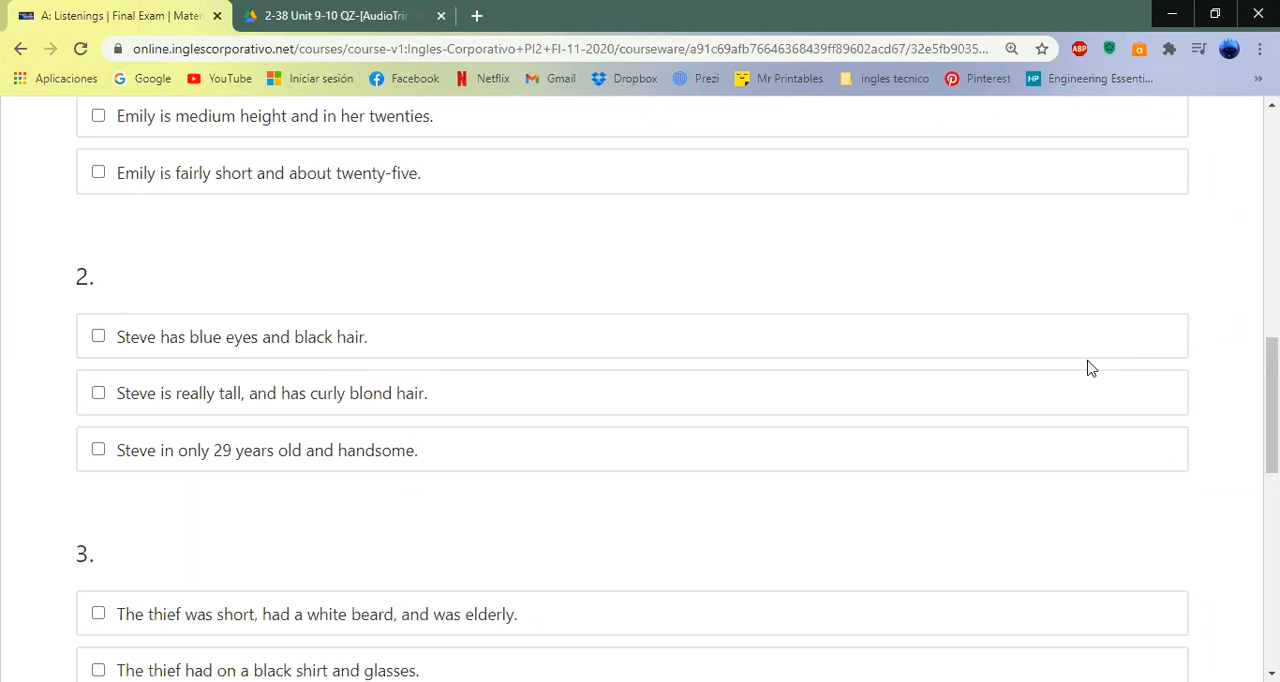 A: Listenings | Final Exam | Mater
2-38 Unit 9-10 QZ-[AudioTri
online.inglescorporativo.net/courses/course-v1:Ingles-Corporativo+PI2+FI-11-2020/courseware/a91c69afb76646368439ff89602acd67/32e5fb9035...
ABP
Aplicaciones Google YouTube Iniciar sesión Facebook Netflix Gmail Dropbox Prezi Mr Printables ingles tecnico Pinterest HP Engineering Essenti... »
Emily is medium height and in her twenties.
Emily is fairly short and about twenty-five.
2.
Steve has blue eyes and black hair.
Steve is really tall, and has curly blond hair.
Steve in only 29 years old and handsome.
3.
The thief was short, had a white beard, and was elderly.
The thief had on a black shirt and glasses.